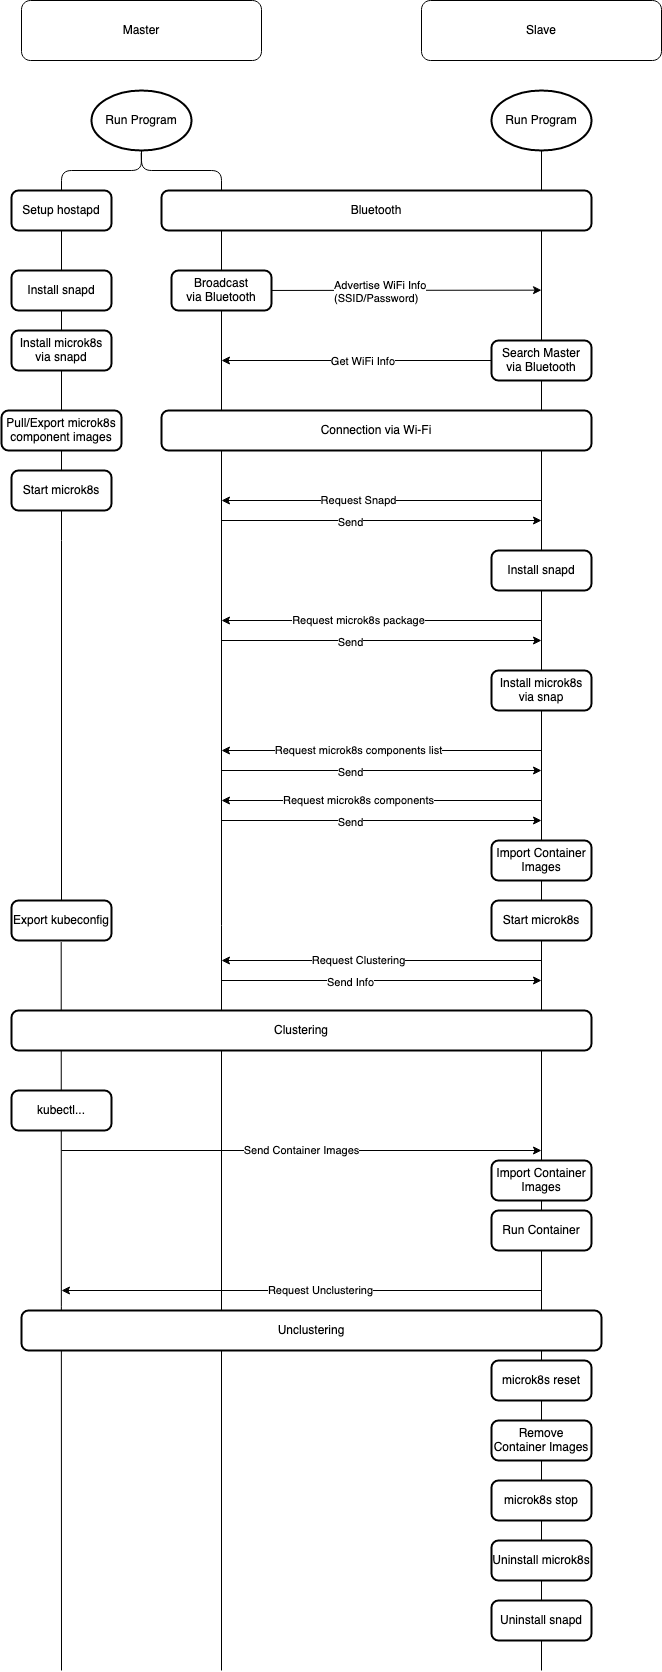 Master
Slave
Run Program
Run Program
Setup hostapd
Bluetooth
Install snapd
Broadcast
via Bluetooth
Advertise WiFi Info
(SSID/Password)
Install microk8s
via snapd
Get WiFi Info
Search Master
via Bluetooth
Pull/Export microk8s
component images
Connection via Wi-Fi
Start microk8s
Request Snapd
Send
Install snapd
Request microk8s package
Send
Install microk8s
via snap
Request microk8s components list
Send
Request microk8s components
Send
Import Container
Images
Export kubeconfig
Start microk8s
Request Clustering
Send Info
Clustering
kubectl...
Send Container Images
Import Container
Images
Run Container
Request Unclustering
Unclustering
microk8s reset
Remove
Container Images
microk8s stop
Uninstall microk8s
Uninstall snapd